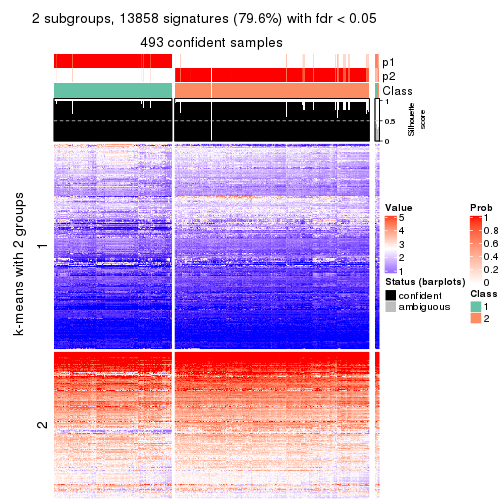 2 subgroups, 13858 signatures (79.6%) with fdr < 0.05
493 confident samples
p1
p2
Class
1
0.5
0
Silhouette
score
k-means with 2 groups
1
2
Value
5
4
3
2
1
Status (barplots)
confident
ambiguous
Prob
1
0.8
0.6
0.4
0.2
0
Class
1
2